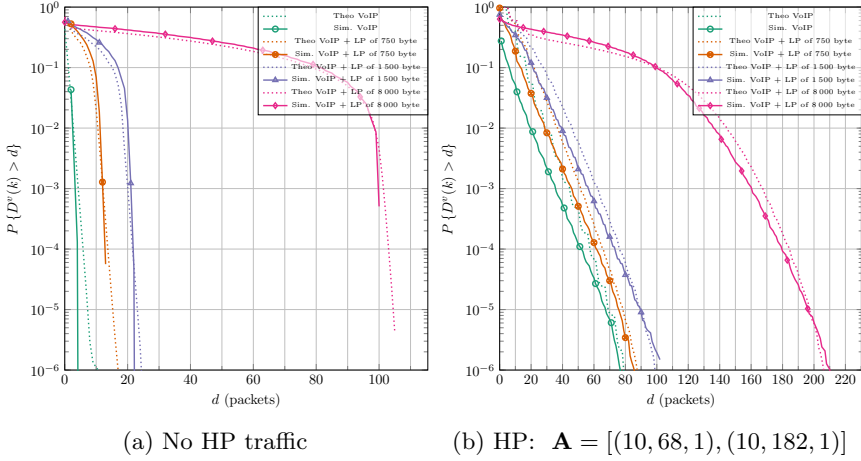 10^0
10^-1
10^-2
10^-3
10^-4
10^-5
10^-6
P {D^v(k) > d}
0
20
40
60
80
100
d (packets)
Theo VoIP
Sim. VoIP
Theo VoIP + LP of 750 byte
Sim. VoIP + LP of 750 byte
Theo VoIP + LP of 1 500 byte
Sim. VoIP + LP of 1 500 byte
Theo VoIP + LP of 8 000 byte
Sim. VoIP + LP of 8 000 byte
(a) No HP traffic
10^0
10^-1
10^-2
10^-3
10^-4
10^-5
10^-6
P {D^v(k) > d}
0
20
40
60
80
100
120
140
160
180
200
220
d (packets)
Theo VoIP
Sim. VoIP
Theo VoIP + LP of 750 byte
Sim. VoIP + LP of 750 byte
Theo VoIP + LP of 1 500 byte
Sim. VoIP + LP of 1 500 byte
Theo VoIP + LP of 8 000 byte
Sim. VoIP + LP of 8 000 byte
(b) HP: A = [(10, 68, 1), (10, 182, 1)]